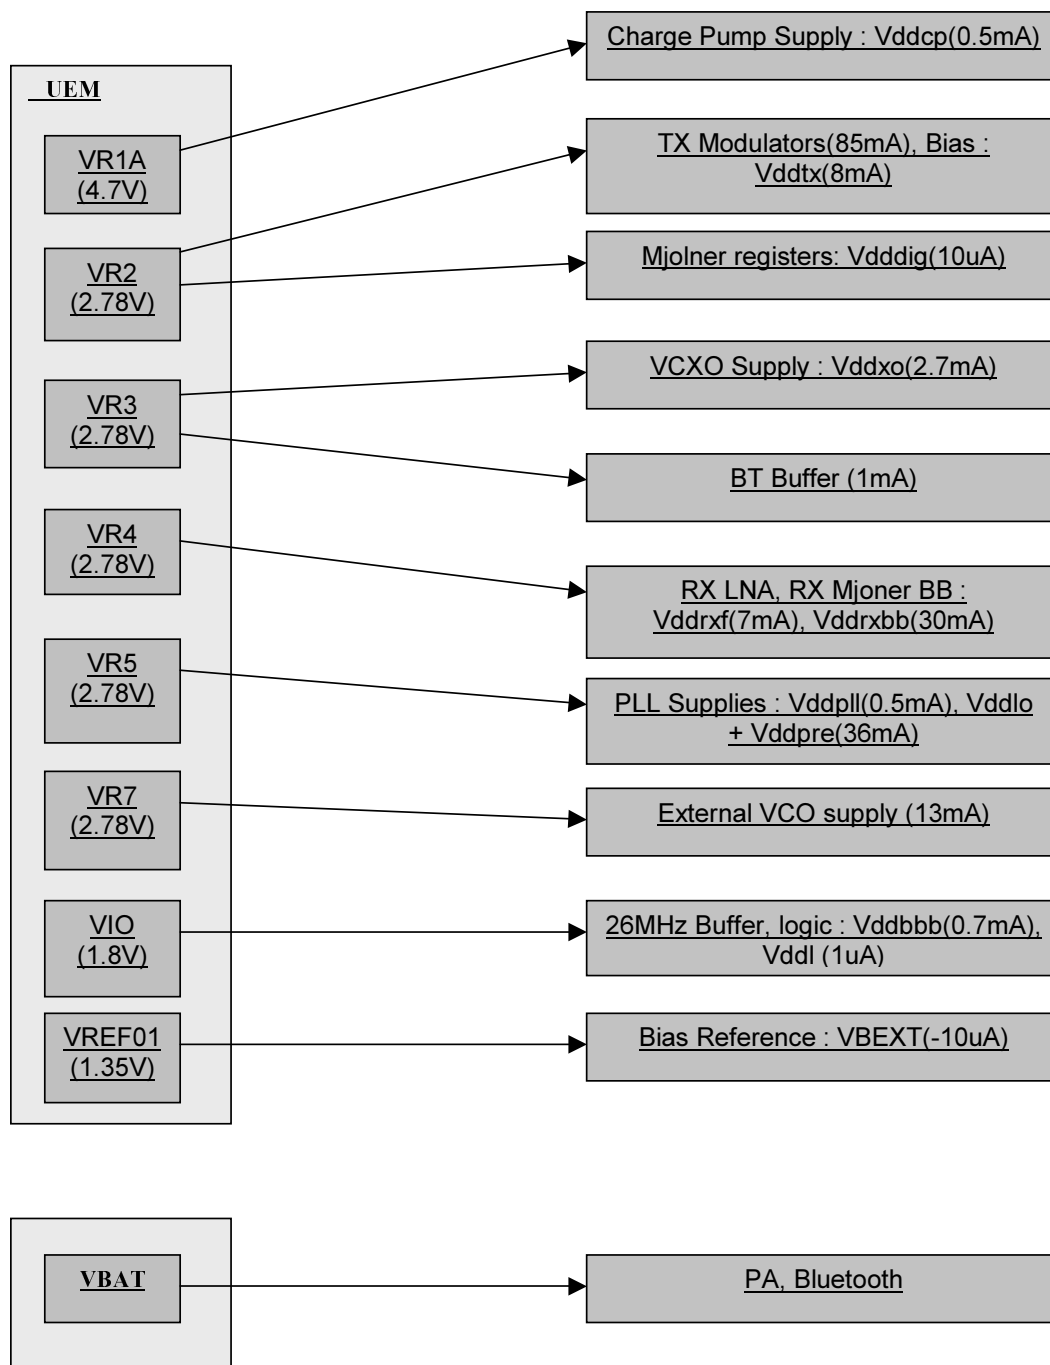 UEM
VR1A
(4.7V)
Charge Pump Supply : Vddcp(0.5mA)
VR2
(2.78V)
TX Modulators(85mA), Bias :
Vddtx(8mA)
Mjolner registers: Vdddig(10uA)
VR3
(2.78V)
VCXO Supply : Vddxo(2.7mA)
BT Buffer (1mA)
VR4
(2.78V)
RX LNA, RX Mjoner BB :
Vddrxf(7mA), Vddrxbb(30mA)
VR5
(2.78V)
PLL Supplies : Vddpll(0.5mA), Vddlo
+ Vddpre(36mA)
VR7
(2.78V)
External VCO supply (13mA)
VIO
(1.8V)
26MHz Buffer, logic : Vddbbb(0.7mA),
Vddl (1uA)
VREF01
(1.35V)
Bias Reference : VBEXT(-10uA)
VBAT
PA, Bluetooth